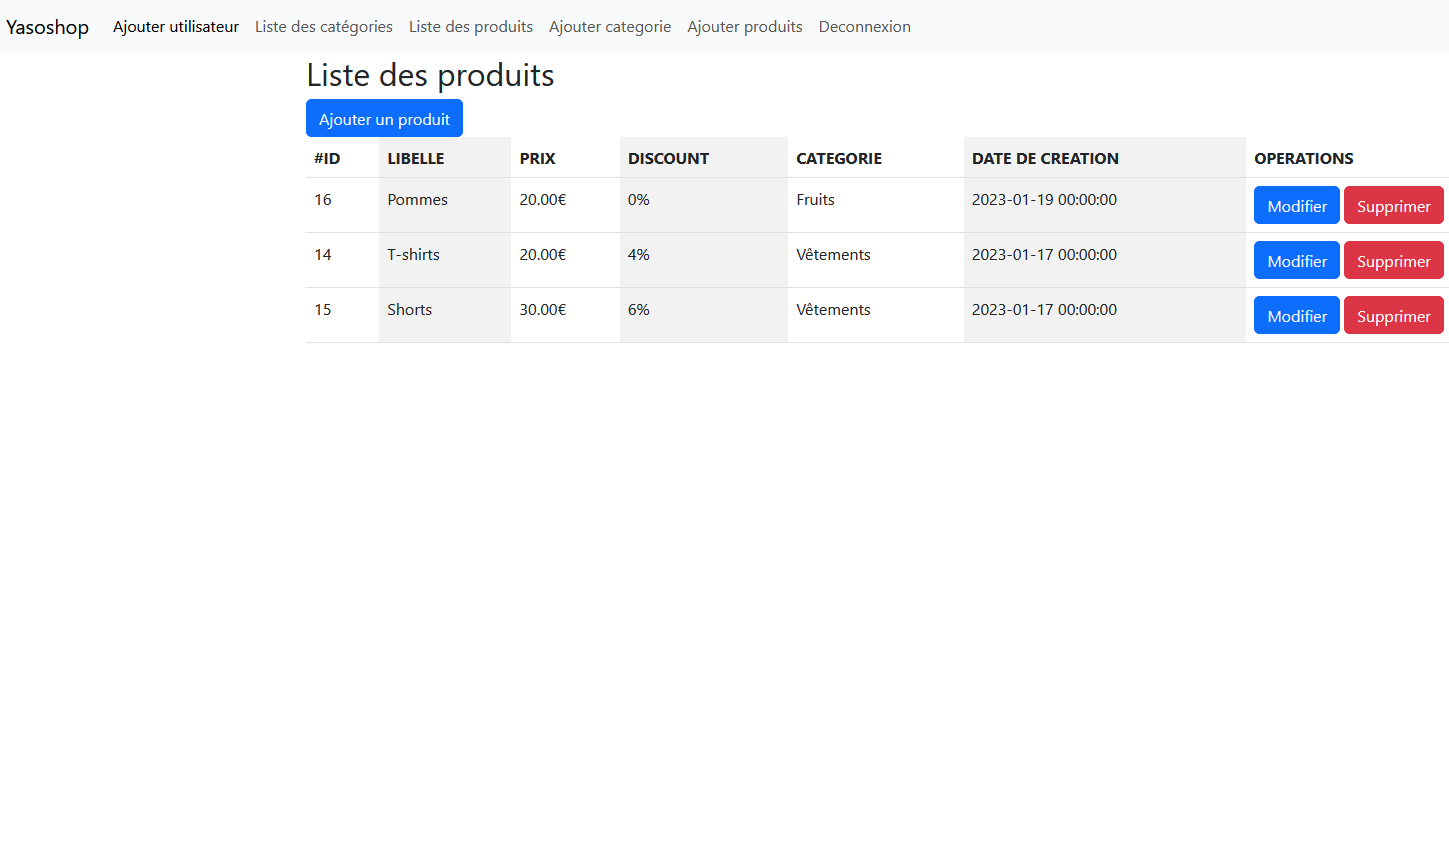 Yasoshop Ajouter utilisateur Liste des catégories Liste des produits Ajouter categorie Ajouter produits Deconnexion
Liste des produits
Ajouter un produit
#ID LIBELLE PRIX DISCOUNT CATEGORIE DATE DE CREATION OPERATIONS
16 Pommes 20.00€ 0% Fruits 2023-01-19 00:00:00 Modifier Supprimer
14 T-shirts 20.00€ 4% Vêtements 2023-01-17 00:00:00 Modifier Supprimer
15 Shorts 30.00€ 6% Vêtements 2023-01-17 00:00:00 Modifier Supprimer